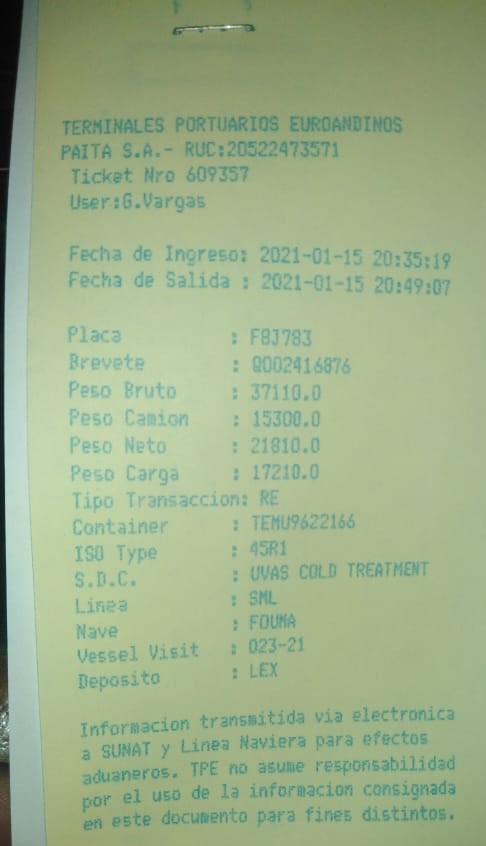 TERMINALES PORTUARIOS EUROANDINOS
PAITA S.A.- RUC:20522473571
Ticket Nro 609357
User:G.Vargas
Fecha de Ingreso: 2021-01-15 20:35:19
Fecha de Salida : 2021-01-15 20:49:07
Placa : F8J783
Brevete : Q002416876
Peso Bruto : 37110.0
Peso Camion : 15300.0
Peso Neto : 21810.0
Peso Carga : 17210.0
Tipo Transaccion: RE
Container : TEMU9622166
ISO Type : 45R1
S.D.C. : UVAS COLD TREATMENT
Linea : SML
Nave : FOUMA
Vessel Visit : 023-21
Deposito : LEX
Informacion transmitida via electronica
a SUNAT y Linea Naviera para efectos
aduaneros. TPE no asume responsabilidad
por el uso de la informacion consignada
en este documento para fines distintos.